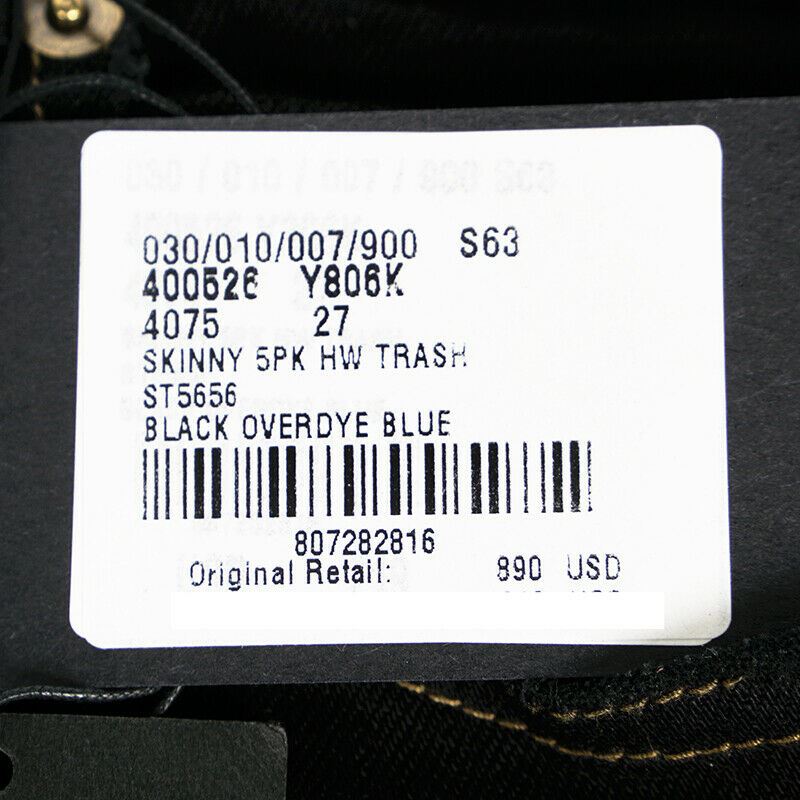 030/010/007/900 S63
400526 Y806K
4075 27
SKINNY 5PK HW TRASH
ST5656
BLACK OVERDYE BLUE
807282816
Original Retail: 890 USD